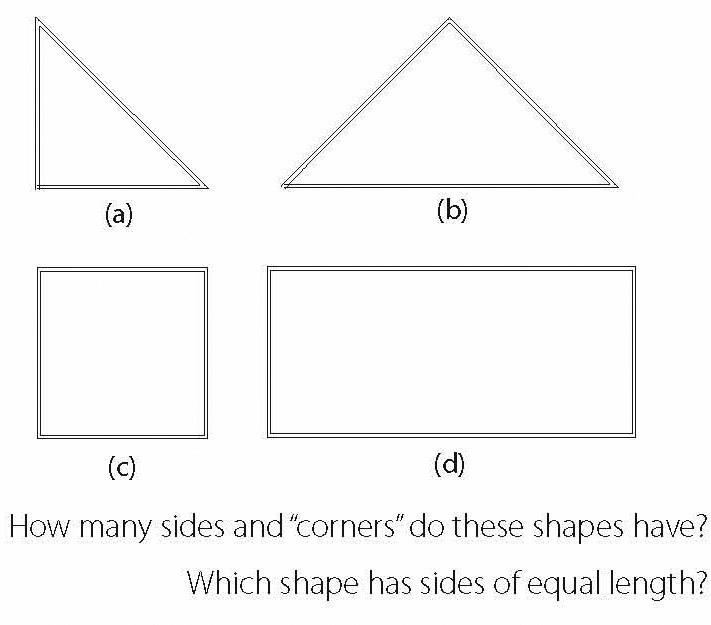 (a)
(b)
(c)
(d)
How many sides and “corners” do these shapes have?
Which shape has sides of equal length?